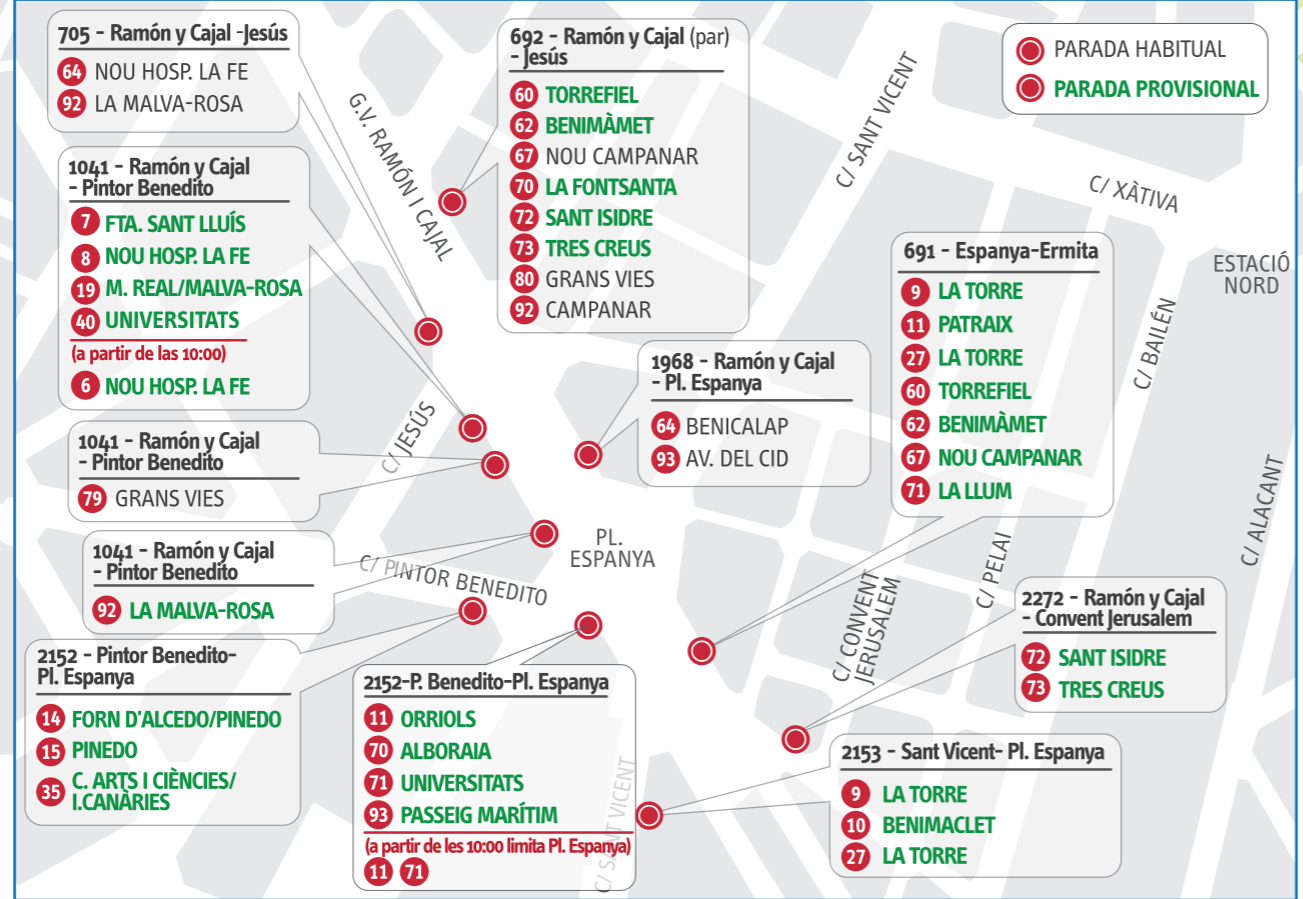 705 - Ramón y Cajal -Jesús
64 NOU HOSP. LA FE
92 LA MALVA-ROSA
692 - Ramón y Cajal (par)
- Jesús
60 TORREFIEL
62 BENIMÀMET
67 NOU CAMPANAR
70 LA FONTSANTA
72 SANT ISIDRE
73 TRES CREUS
80 GRANS VIES
92 CAMPANAR
PARADA HABITUAL
PARADA PROVISIONAL
G.V. RAMÓN I CAJAL
C/ SANT VICENT
C/ XÀTIVA
ESTACIÓ
NORD
C/ BAILÉN
C/ ALACANT
1041 - Ramón y Cajal
- Pintor Benedito
7 FTA. SANT LLUÍS
8 NOU HOSP. LA FE
19 M. REAL/MALVA-ROSA
40 UNIVERSITATS
(a partir de las 10:00)
6 NOU HOSP. LA FE
691 - Espanya-Ermita
9 LA TORRE
11 PATRAIX
27 LA TORRE
60 TORREFIEL
62 BENIMÀMET
67 NOU CAMPANAR
71 LA LLUM
1968 - Ramón y Cajal
- Pl. Espanya
64 BENICALAP
93 AV. DEL CID
C/ JESÚS
1041 - Ramón y Cajal
- Pintor Benedito
79 GRANS VIES
PL.
ESPANYA
1041 - Ramón y Cajal
- Pintor Benedito
92 LA MALVA-ROSA
C/ PINTOR BENEDITO
C/ CONVENT
JERUSALEM
C/ PELAI
2272 - Ramón y Cajal
- Convent Jerusalem
72 SANT ISIDRE
73 TRES CREUS
2152 - Pintor Benedito-
Pl. Espanya
14 FORN D'ALCEDO/PINEDO
15 PINEDO
35 C. ARTS I CIÈNCIES/
I.CANÀRIES
2152-P. Benedito-Pl. Espanya
11 ORRIOLS
70 ALBORAIA
71 UNIVERSITATS
93 PASSEIG MARÍTIM
(a partir de les 10:00 limita Pl. Espanya)
11 71
C/ SANT VICENT
2153 - Sant Vicent- Pl. Espanya
9 LA TORRE
10 BENIMACLET
27 LA TORRE